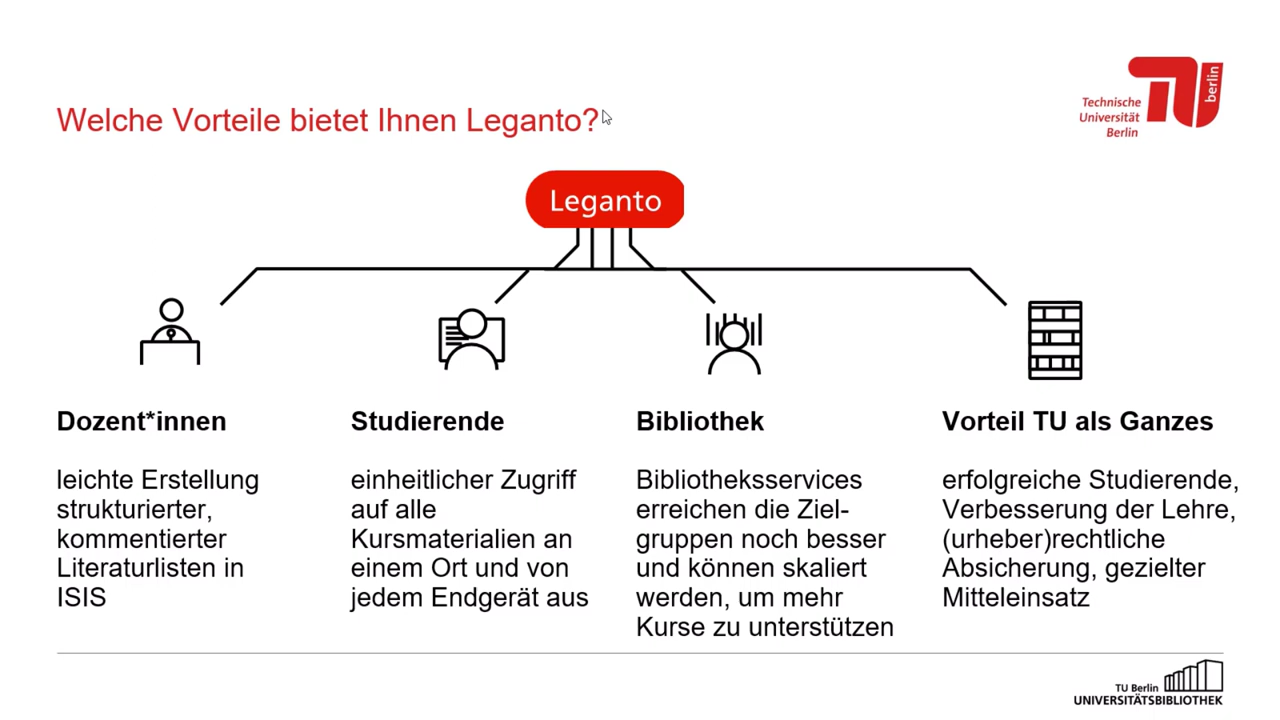 Welche Vorteile bietet Ihnen Leganto?
Technische
Universität
Berlin
berlin
Leganto
Dozent*innen
leichte Erstellung
strukturierter,
kommentierter
Literaturlisten in
ISIS
Studierende
einheitlicher Zugriff
auf alle
Kursmaterialien an
einem Ort und von
jedem Endgerät aus
Bibliothek
Bibliotheksservices
erreichen die Ziel-
gruppen noch besser
und können skaliert
werden, um mehr
Kurse zu unterstützen
Vorteil TU als Ganzes
erfolgreiche Studierende,
Verbesserung der Lehre,
(urheber)rechtliche
Absicherung, gezielter
Mitteleinsatz
TU Berlin
UNIVERSITÄTSBIBLIOTHEK